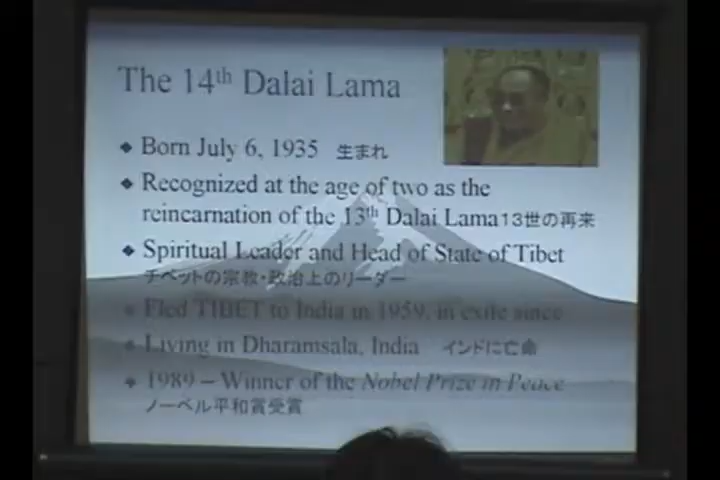 The 14th Dalai Lama
❖ Born July 6, 1935 生まれ
❖ Recognized at the age of two as the
reincarnation of the 13th Dalai Lama13世の再来
❖ Spiritual Leader and Head of State of Tibet
チベットの宗教・政治上のリーダー
❖ Fled TIBET to India in 1959, in exile since
❖ Living in Dharamsala, India インドに亡命
❖ 1989 – Winner of the Nobel Prize in Peace
ノーベル平和賞受賞